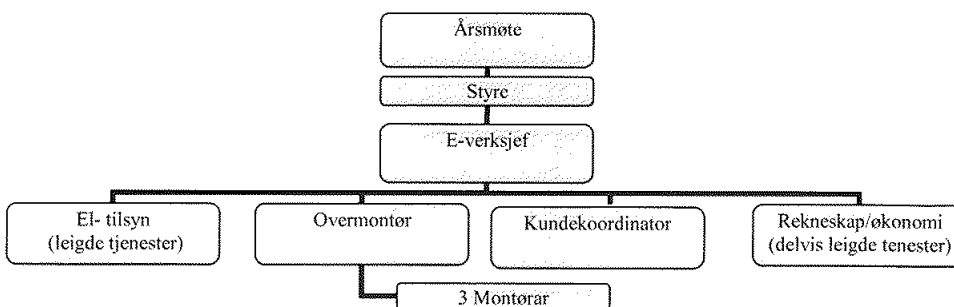 Årsmøte
Styre
E-verksjef
El- tilsyn
(leigde tjenester)
Overmontør
Kundekoordinator
Rekneskap/økonomi
(delvis leigde tenester)
3 Montørar